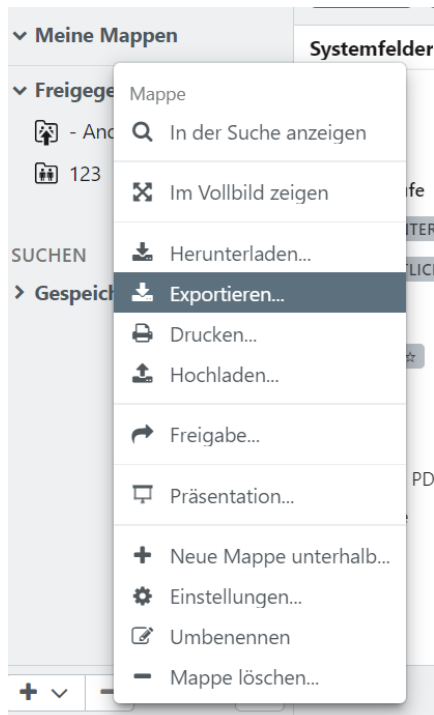 Meine Mappen
Systemfelder
Freigege
Mappe
- And
In der Suche anzeigen
123
Im Vollbild zeigen
fe
SUCHEN
Herunterladen...
Gespeich
Exportieren...
Drucken...
Hochladen...
Freigabe...
Präsentation...
PD
Neue Mappe unterhalb...
Einstellungen...
Umbenennen
Mappe löschen...